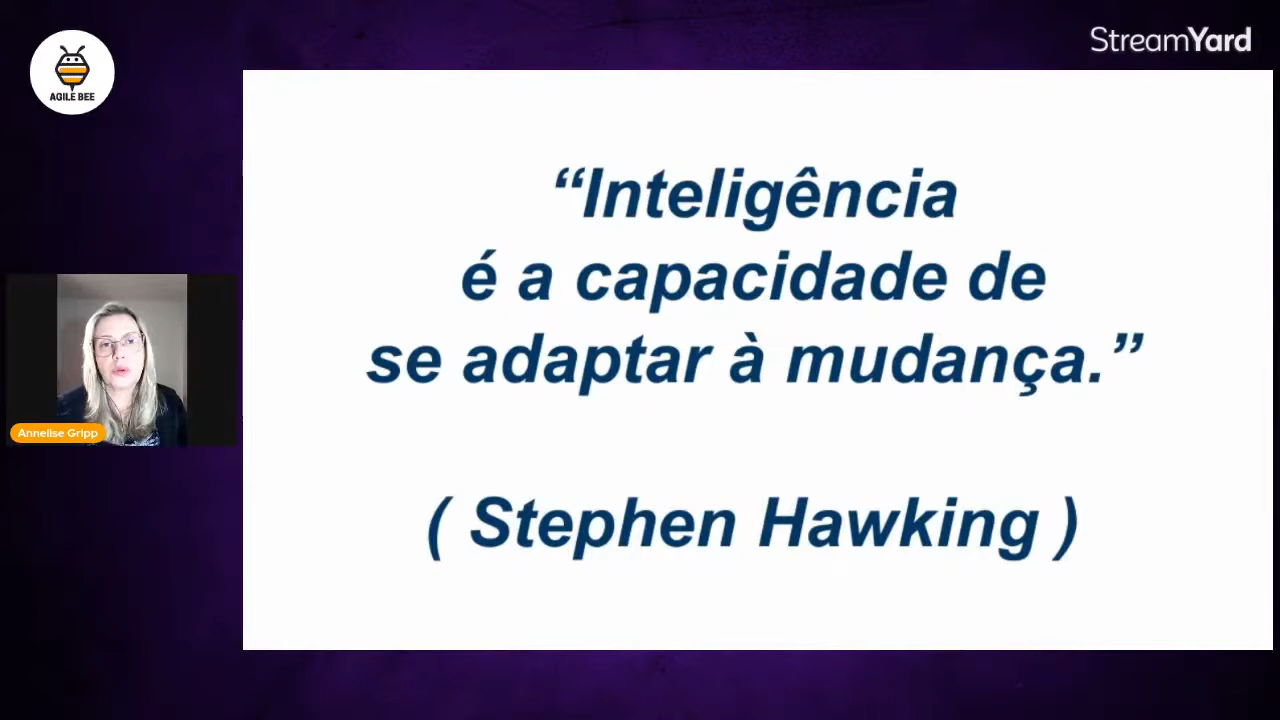 AGILE BEE
StreamYard
“Inteligência
é a capacidade de
se adaptar à mudança.”
( Stephen Hawking )
Annelise Gripp